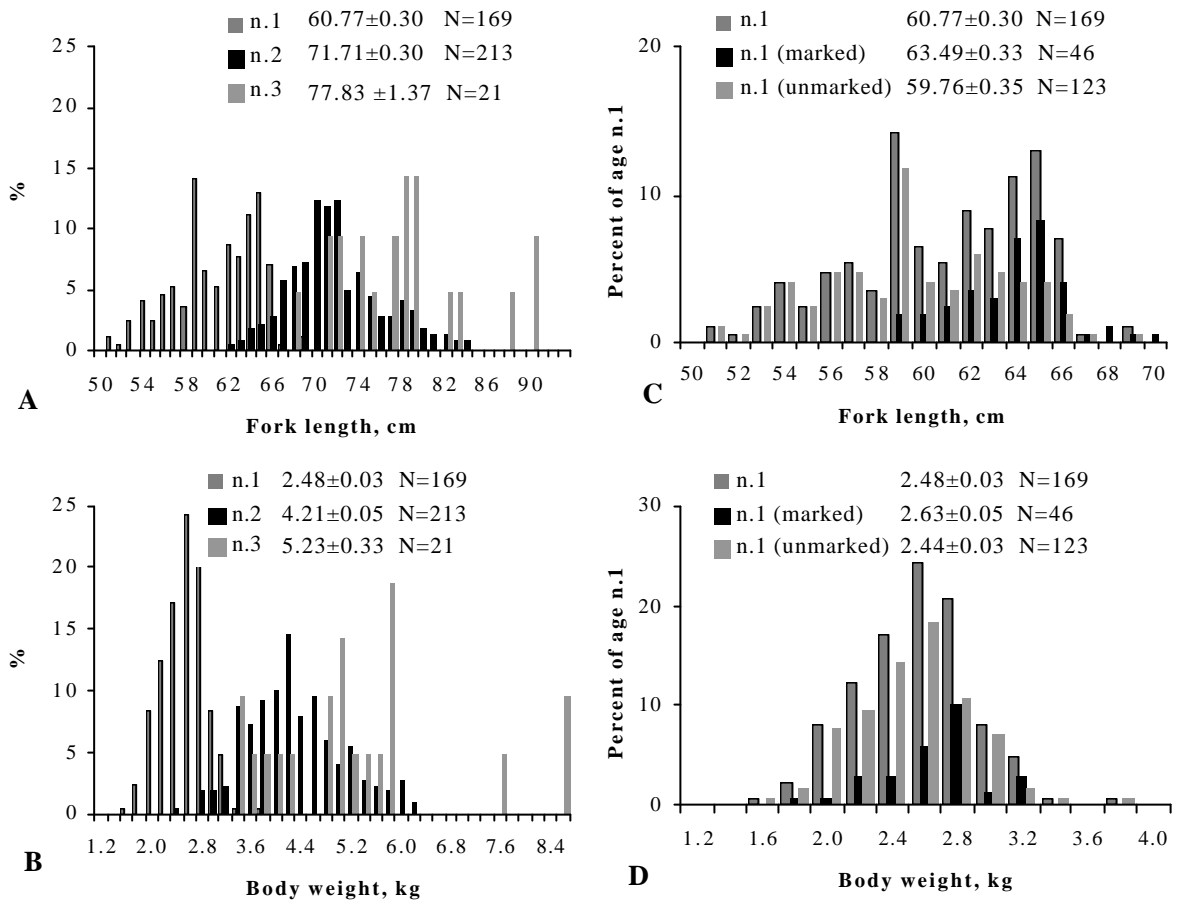 n.1 60.77±0.30 N=169
n.2 71.71±0.30 N=213
n.3 77.83 ±1.37 N=21
25
20
15
10
5
0
%
50 54 58 62 66 70 74 78 82 86 90
Fork length, cm
A
n.1 60.77±0.30 N=169
n.1 (marked) 63.49±0.33 N=46
n.1 (unmarked) 59.76±0.35 N=123
20
10
0
Percent of age n.1
50 52 54 56 58 60 62 64 66 68 70
Fork length, cm
C
n.1 2.48±0.03 N=169
n.2 4.21±0.05 N=213
n.3 5.23±0.33 N=21
25
20
15
10
5
0
%
1.2 2.0 2.8 3.6 4.4 5.2 6.0 6.8 7.6 8.4
Body weight, kg
B
n.1 2.48±0.03 N=169
n.1 (marked) 2.63±0.05 N=46
n.1 (unmarked) 2.44±0.03 N=123
30
20
10
0
Percent of age n.1
1.2 1.6 2.0 2.4 2.8 3.2 3.6 4.0
Body weight, kg
D